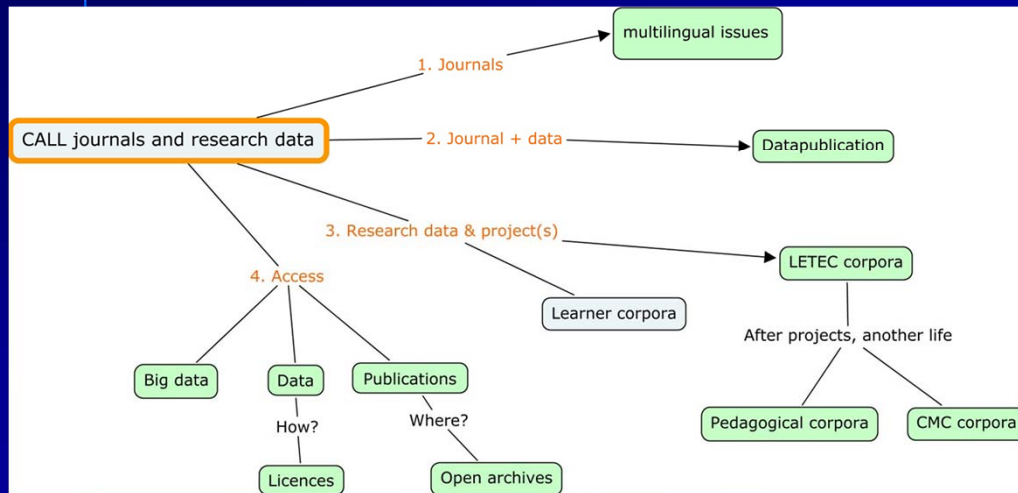 multilingual issues
1. Journals
CALL journals and research data
2. Journal + data
Datapublication
3. Research data & project(s)
LETEC corpora
4. Access
Learner corpora
After projects, another life
Big data
Data
Publications
How?
Where?
Pedagogical corpora
CMC corpora
Licences
Open archives